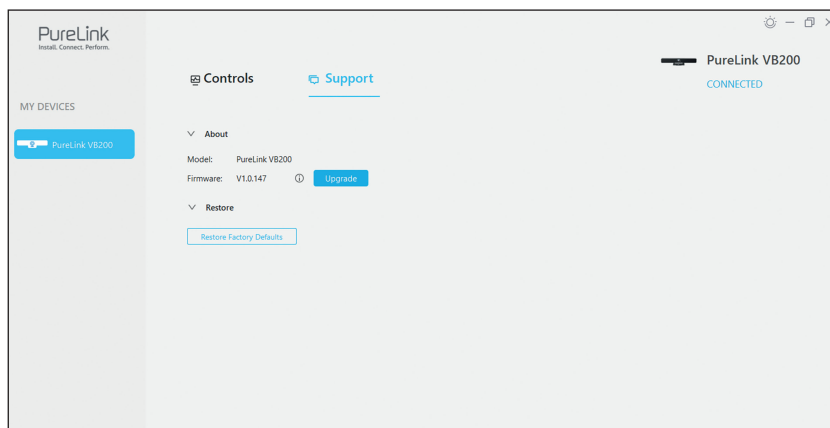 PureLink
Install. Connect. Perform.
PureLink VB200
CONNECTED
Controls
Support
MY DEVICES
PureLink VB200
About
Model: PureLink VB200
Firmware: V1.0.147 Upgrade
Restore
Restore Factory Defaults